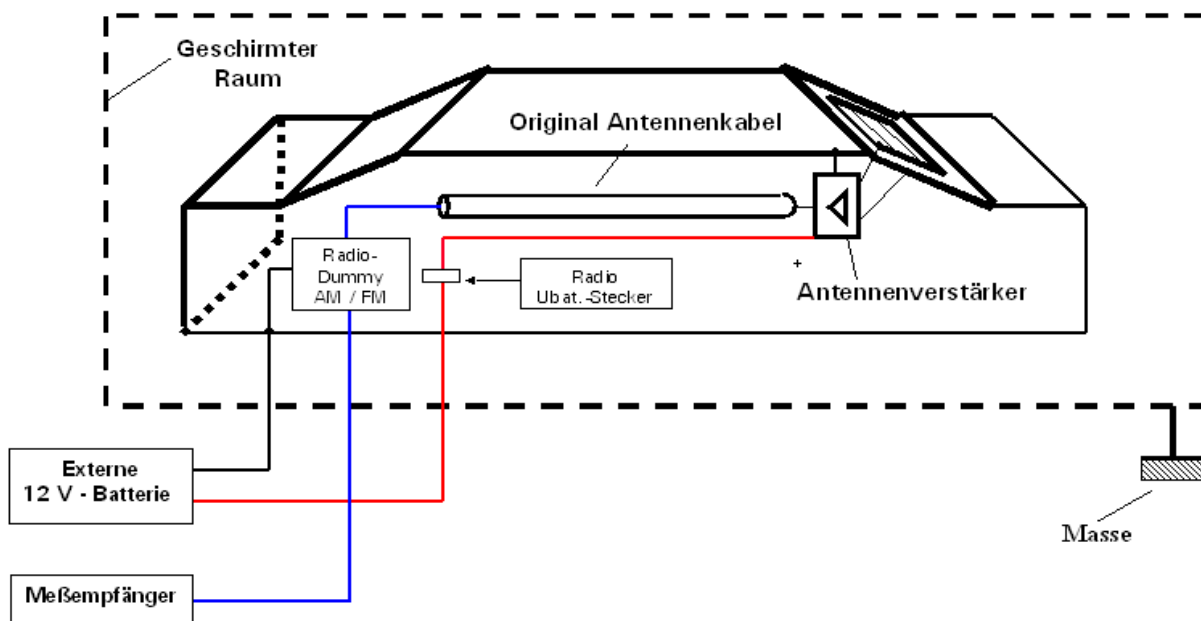 Geschirmter
Raum
Original Antennenkabel
Radio-
Dummy
AM / FM
Radio
Ubat.-Stecker
+
Antennenverstärker
Externe
12 V - Batterie
Masse
Meßempfänger